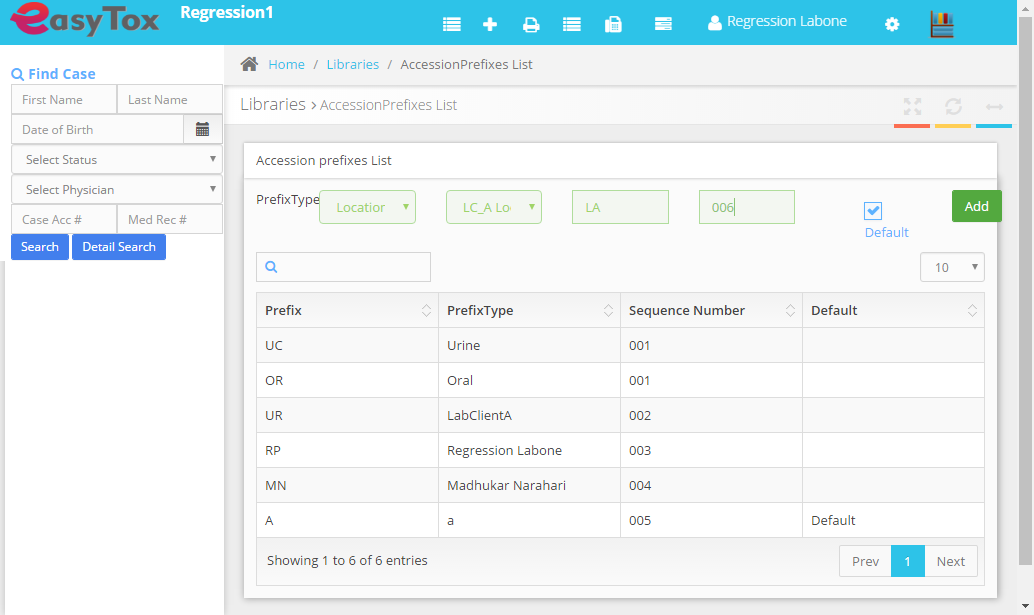 easyTox
Regression1
Regression Labone
Find Case
First Name
Last Name
Date of Birth
Select Status
Select Physician
Case Acc #
Med Rec #
Search
Detail Search
Home / Libraries / AccessionPrefixes List
Libraries › AccessionPrefixes List
Accession prefixes List
PrefixType
Location
LC_A Lo
LA
006
Default
Add
10
Prefix PrefixType Sequence Number Default
UC Urine 001
OR Oral 001
UR LabClientA 002
RP Regression Labone 003
MN Madhukar Narahari 004
A a 005 Default
Showing 1 to 6 of 6 entries
Prev 1 Next